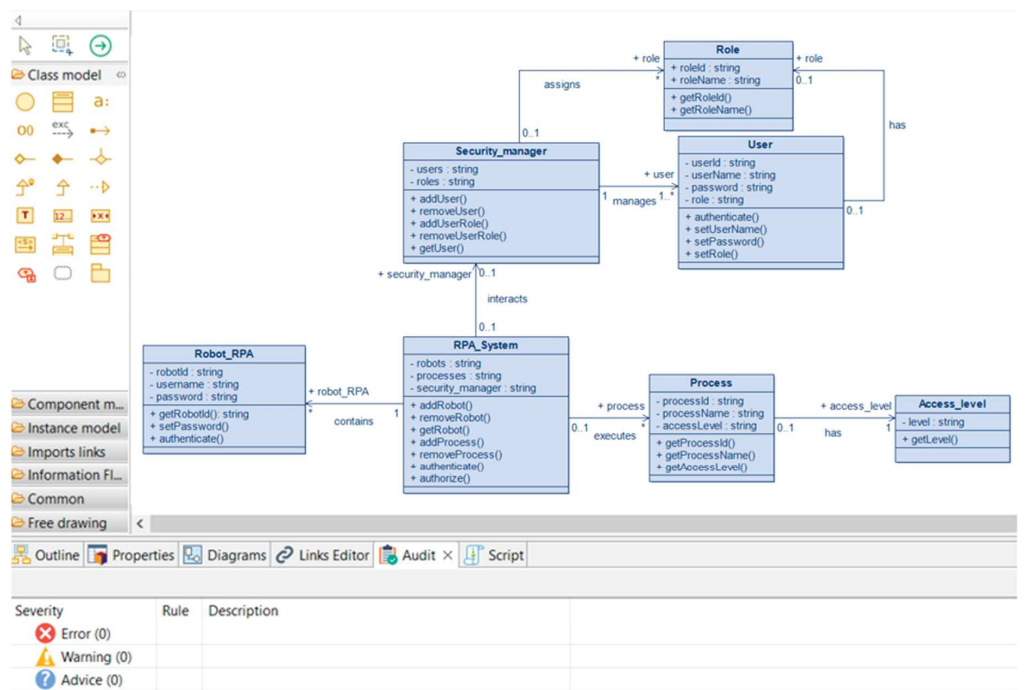 Class model
a:
00
exc
T
12...
Component m...
Instance model
Imports links
Information Fl...
Common
Free drawing
Role
+ roleId : string
+ roleName : string
+ getRoleId()
+ getRoleName()
+ role
*
assigns
0..1
+ role
0..1
has
0..1
Security_manager
- users : string
- roles : string
+ addUser()
+ removeUser()
+ addUserRole()
+ removeUserRole()
+ getUser()
User
- userId : string
- userName : string
- password : string
- role : string
+ authenticate()
+ setUserName()
+ setPassword()
+ setRole()
+ user
1
manages
1..*
+ security_manager
0..1
interacts
0..1
Robot_RPA
- robotId : string
- username : string
- password : string
+ getRobotId(): string
+ setPassword()
+ authenticate()
+ robot_RPA
*
contains
1
RPA_System
- robots : string
- processes : string
- security_manager : string
+ addRobot()
+ removeRobot()
+ getRobot()
+ addProcess()
+ removeProcess()
+ authenticate()
+ authorize()
+ process
0..1
executes
*
Process
- processId : string
- processName : string
- accessLevel : string
+ getProcessId()
+ getProcessName()
+ getAccessLevel()
+ access_level
0..1
has
1
Access_level
- level : string
+ getLevel()
Outline
Properties
Diagrams
Links Editor
Audit
Script
Severity Rule Description
Error (0)
Warning (0)
Advice (0)